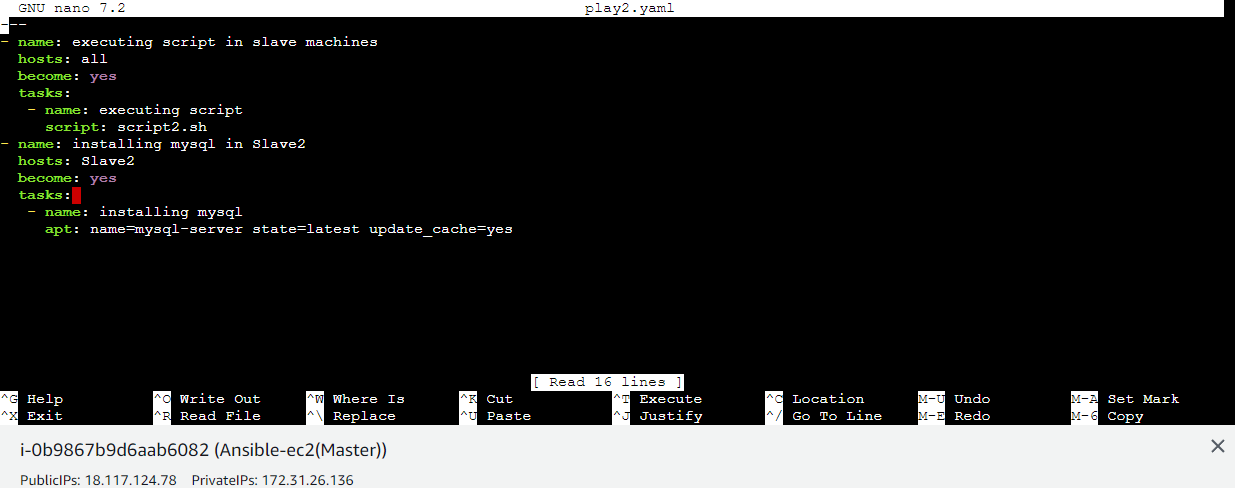 GNU nano 7.2 play2.yaml
---
- name: executing script in slave machines
  hosts: all
  become: yes
  tasks:
   - name: executing script
     script: script2.sh
- name: installing mysql in Slave2
  hosts: Slave2
  become: yes
  tasks:
   - name: installing mysql
     apt: name=mysql-server state=latest update_cache=yes
[ Read 16 lines ]
^G Help ^O Write Out ^W Where Is ^K Cut ^T Execute ^C Location M-U Undo M-A Set Mark
^X Exit ^R Read File ^\ Replace ^U Paste ^J Justify ^/ Go To Line M-E Redo M-6 Copy
i-0b9867b9d6aab6082 (Ansible-ec2(Master))
PublicIPs: 18.117.124.78 PrivateIPs: 172.31.26.136